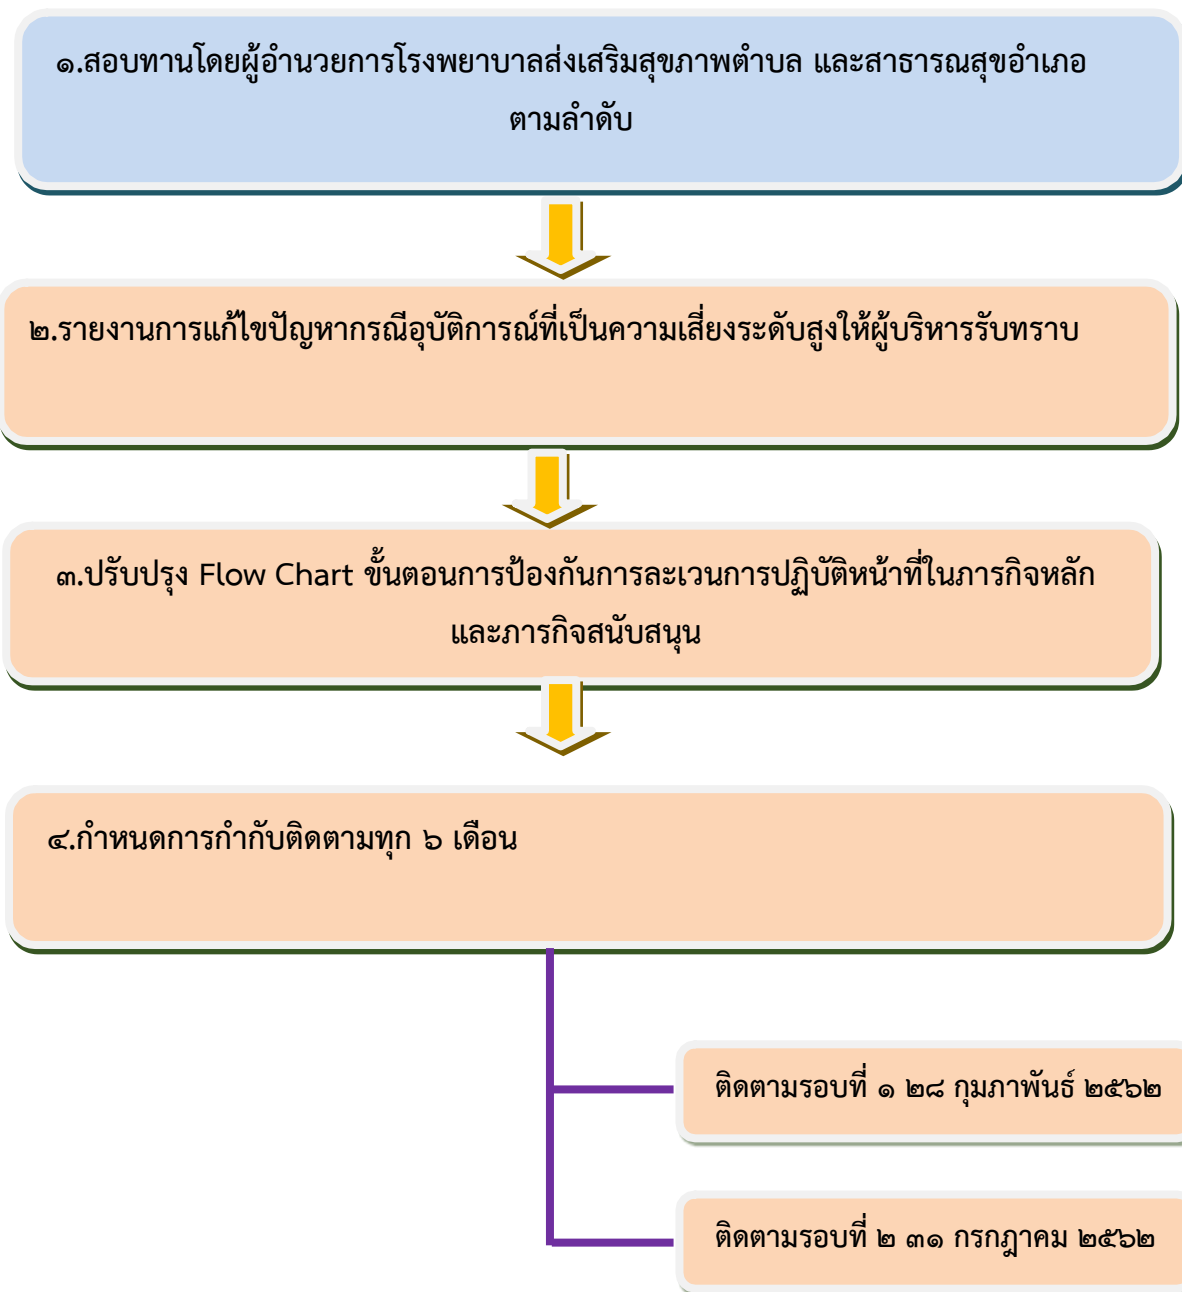 ๑.สอบทานโดยผู้อำนวยการโรงพยาบาลส่งเสริมสุขภาพตำบล และสาธารณสุขอำเภอ
ตามลำดับ
๒.รายงานการแก้ไขปัญหากรณีอุบัติการณ์ที่เป็นความเสี่ยงระดับสูงให้ผู้บริหารรับทราบ
๓.ปรับปรุง Flow Chart ขั้นตอนการป้องกันการละเวนการปฏิบัติหน้าที่ในภารกิจหลัก
และภารกิจสนับสนุน
๔.กำหนดการกำกับติดตามทุก ๖ เดือน
ติดตามรอบที่ ๑ ๒๘ กุมภาพันธ์ ๒๕๖๒
ติดตามรอบที่ ๒ ๓๑ กรกฎาคม ๒๕๖๒